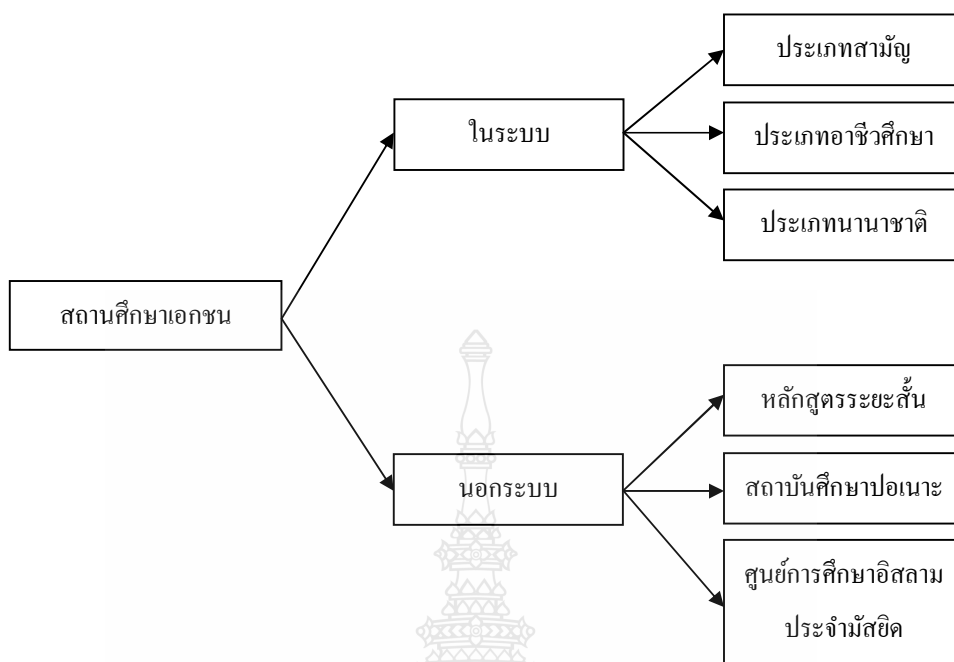 ประเภทสามัญ
ในระบบ
ประเภทอาชีวศึกษา
ประเภทนานาชาติ
สถานศึกษาเอกชน
หลักสูตรระยะสั้น
นอกระบบ
สถาบันศึกษาปอเนาะ
ศูนย์การศึกษาอิสลาม
ประจำมัสยิด